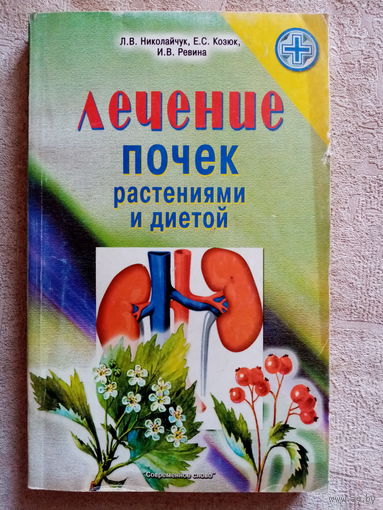 Л.В. Николайчук, Е.С. Козюк,
И.В. Ревина
Лечение
почек
растениями
и диетой
"Современное слово"